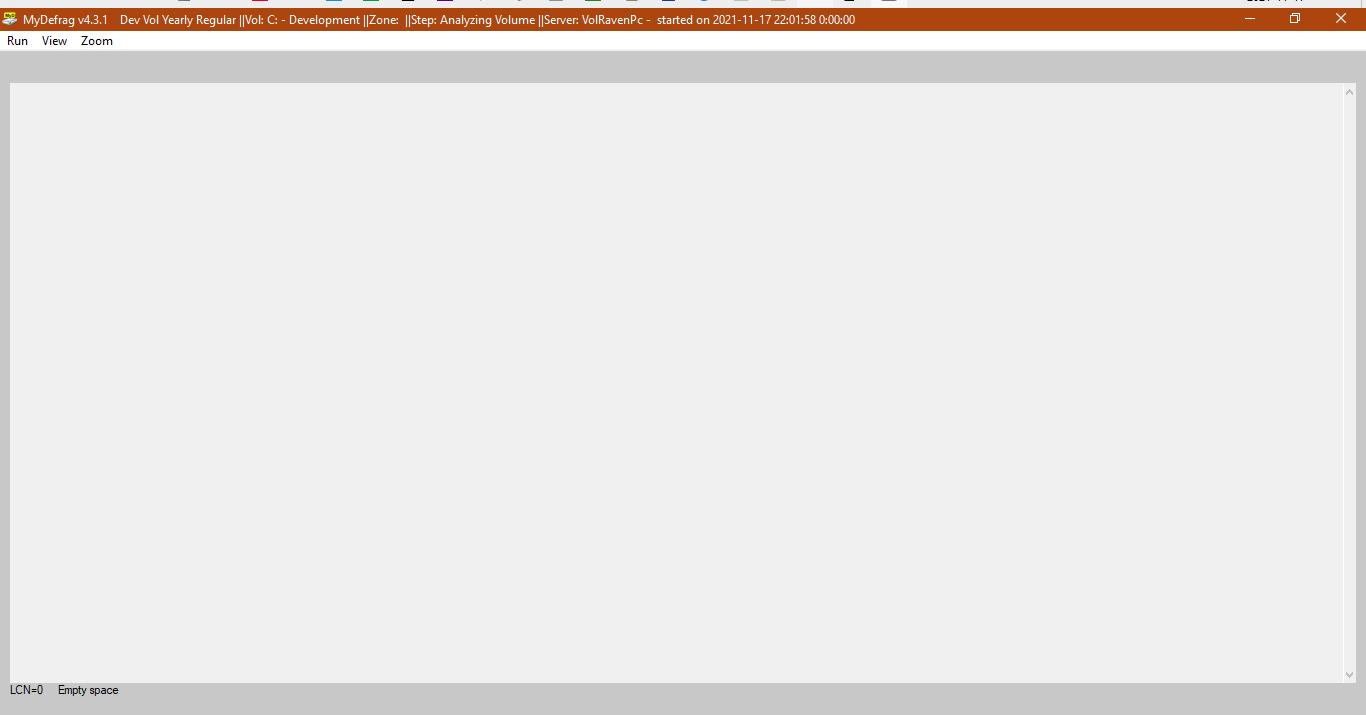 MyDefrag v4.3.1 Dev Vol Yearly Regular ||Vol: C: - Development ||Zone: ||Step: Analyzing Volume ||Server: VolRavenPc - started on 2021-11-17 22:01:58 0:00:00
Run View Zoom
LCN=0 Empty space